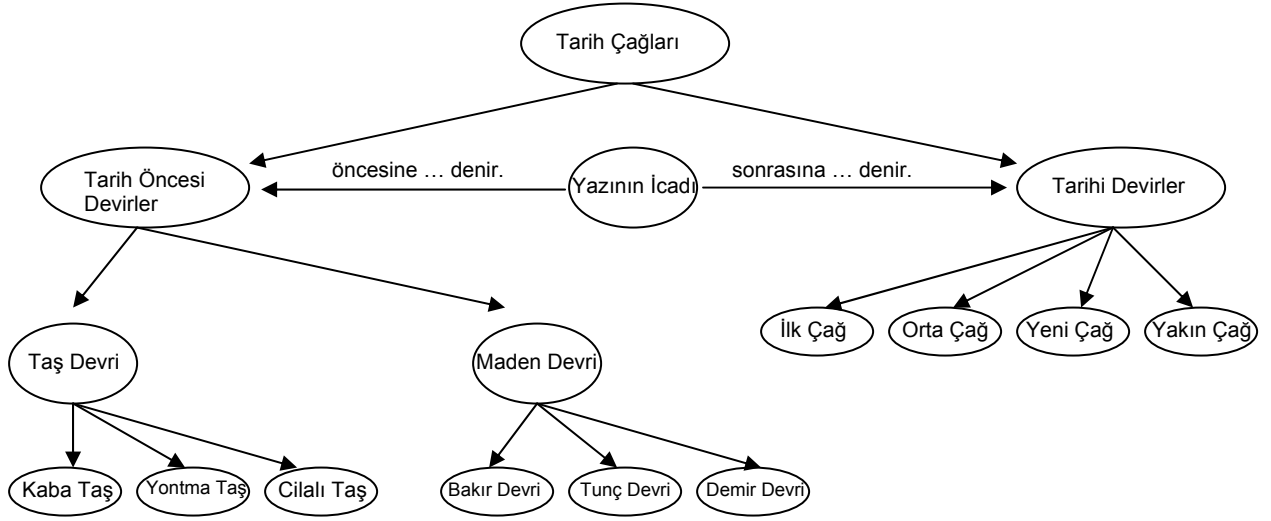 Tarih Çağları
öncesine … denir.
sonrasına … denir.
Tarih Öncesi
Devirler
Yazının İcadı
Tarihi Devirler
İlk Çağ
Orta Çağ
Yeni Çağ
Yakın Çağ
Taş Devri
Maden Devri
Kaba Taş
Yontma Taş
Cilalı Taş
Bakır Devri
Tunç Devri
Demir Devri